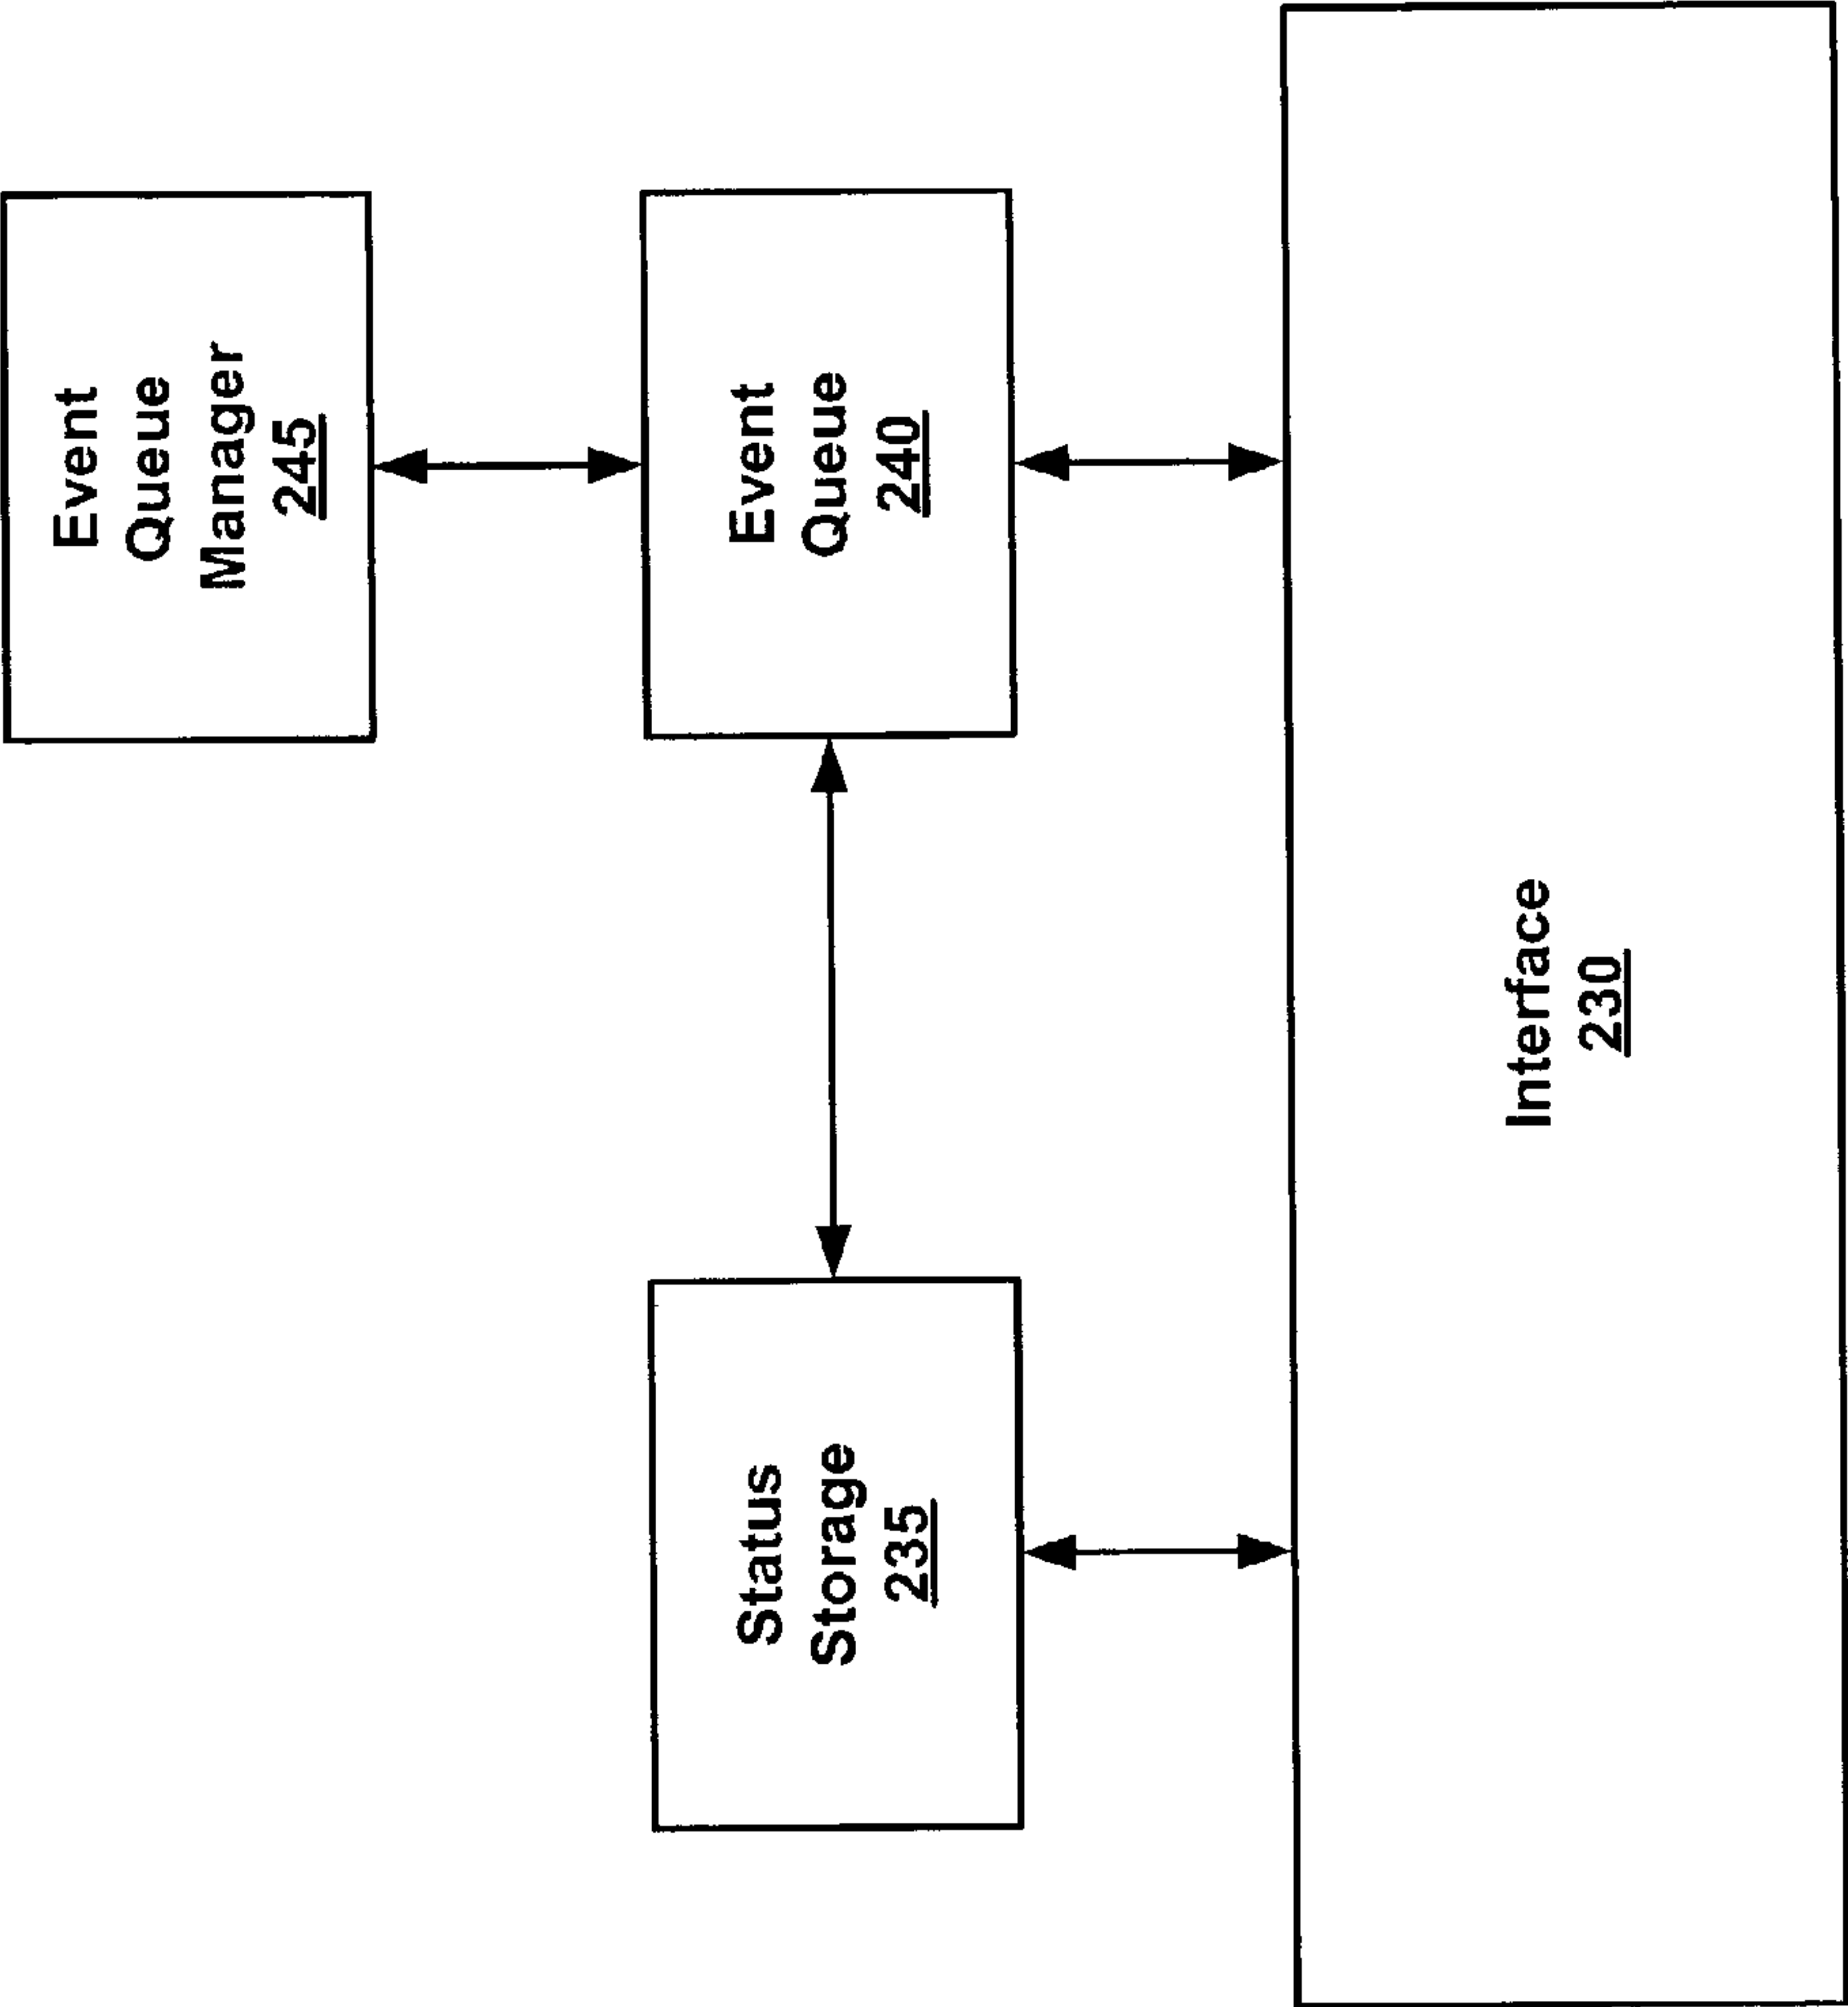 Event
Queue
Manager
245
Event
Queue
240
Status
Storage
235
Interface
230